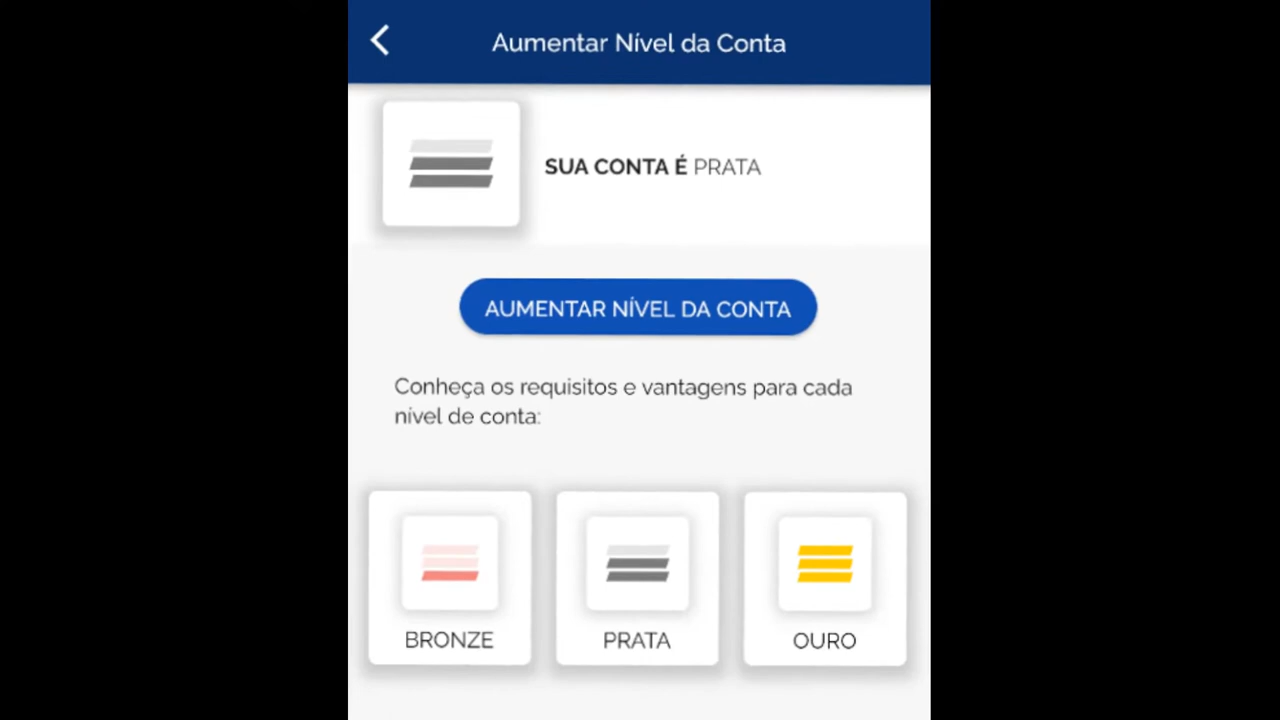 Aumentar Nível da Conta
SUA CONTA É PRATA
AUMENTAR NÍVEL DA CONTA
Conheça os requisitos e vantagens para cada
nível de conta:
BRONZE
PRATA
OURO